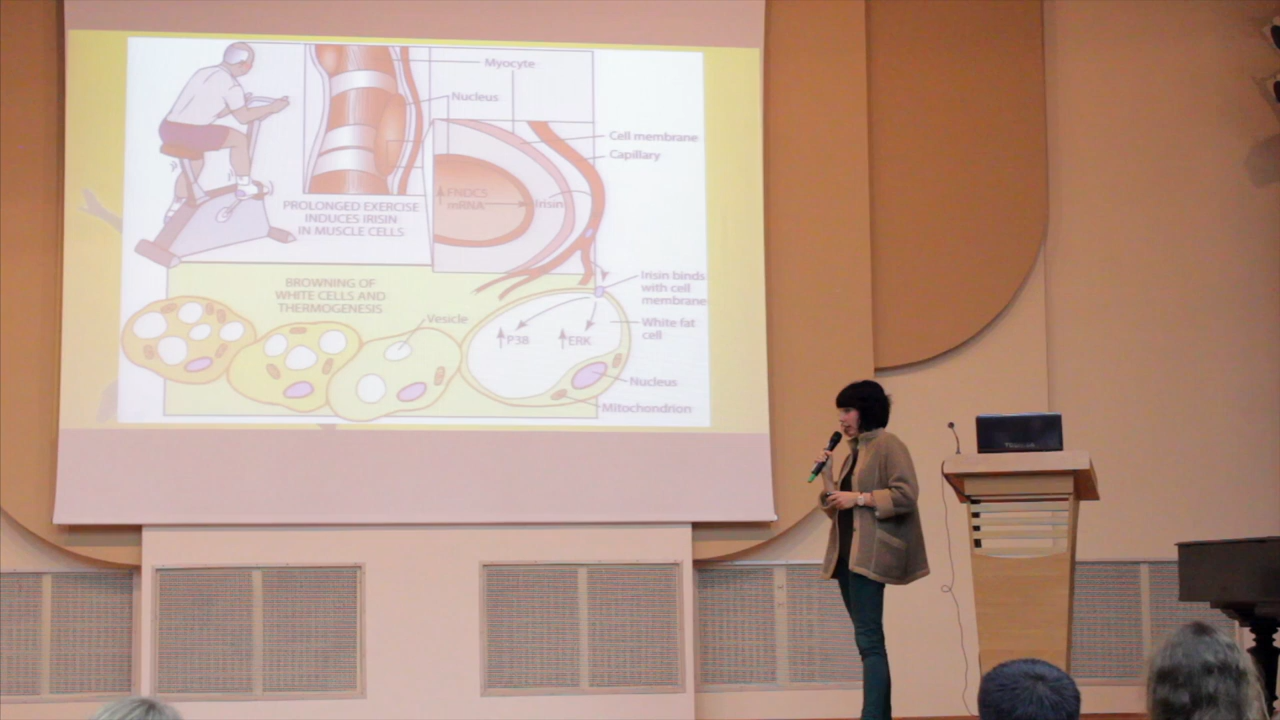 Myocyte
Nucleus
Cell membrane
Capillary
FNDC5
mRNA
Irisin
PROLONGED EXERCISE
INDUCES IRISIN
IN MUSCLE CELLS
Irisin binds
with cell
membrane
BROWNING OF
WHITE CELLS AND
THERMOGENESIS
Vesicle
White fat
cell
P38
ERK
Nucleus
Mitochondrion
TOSHIBA